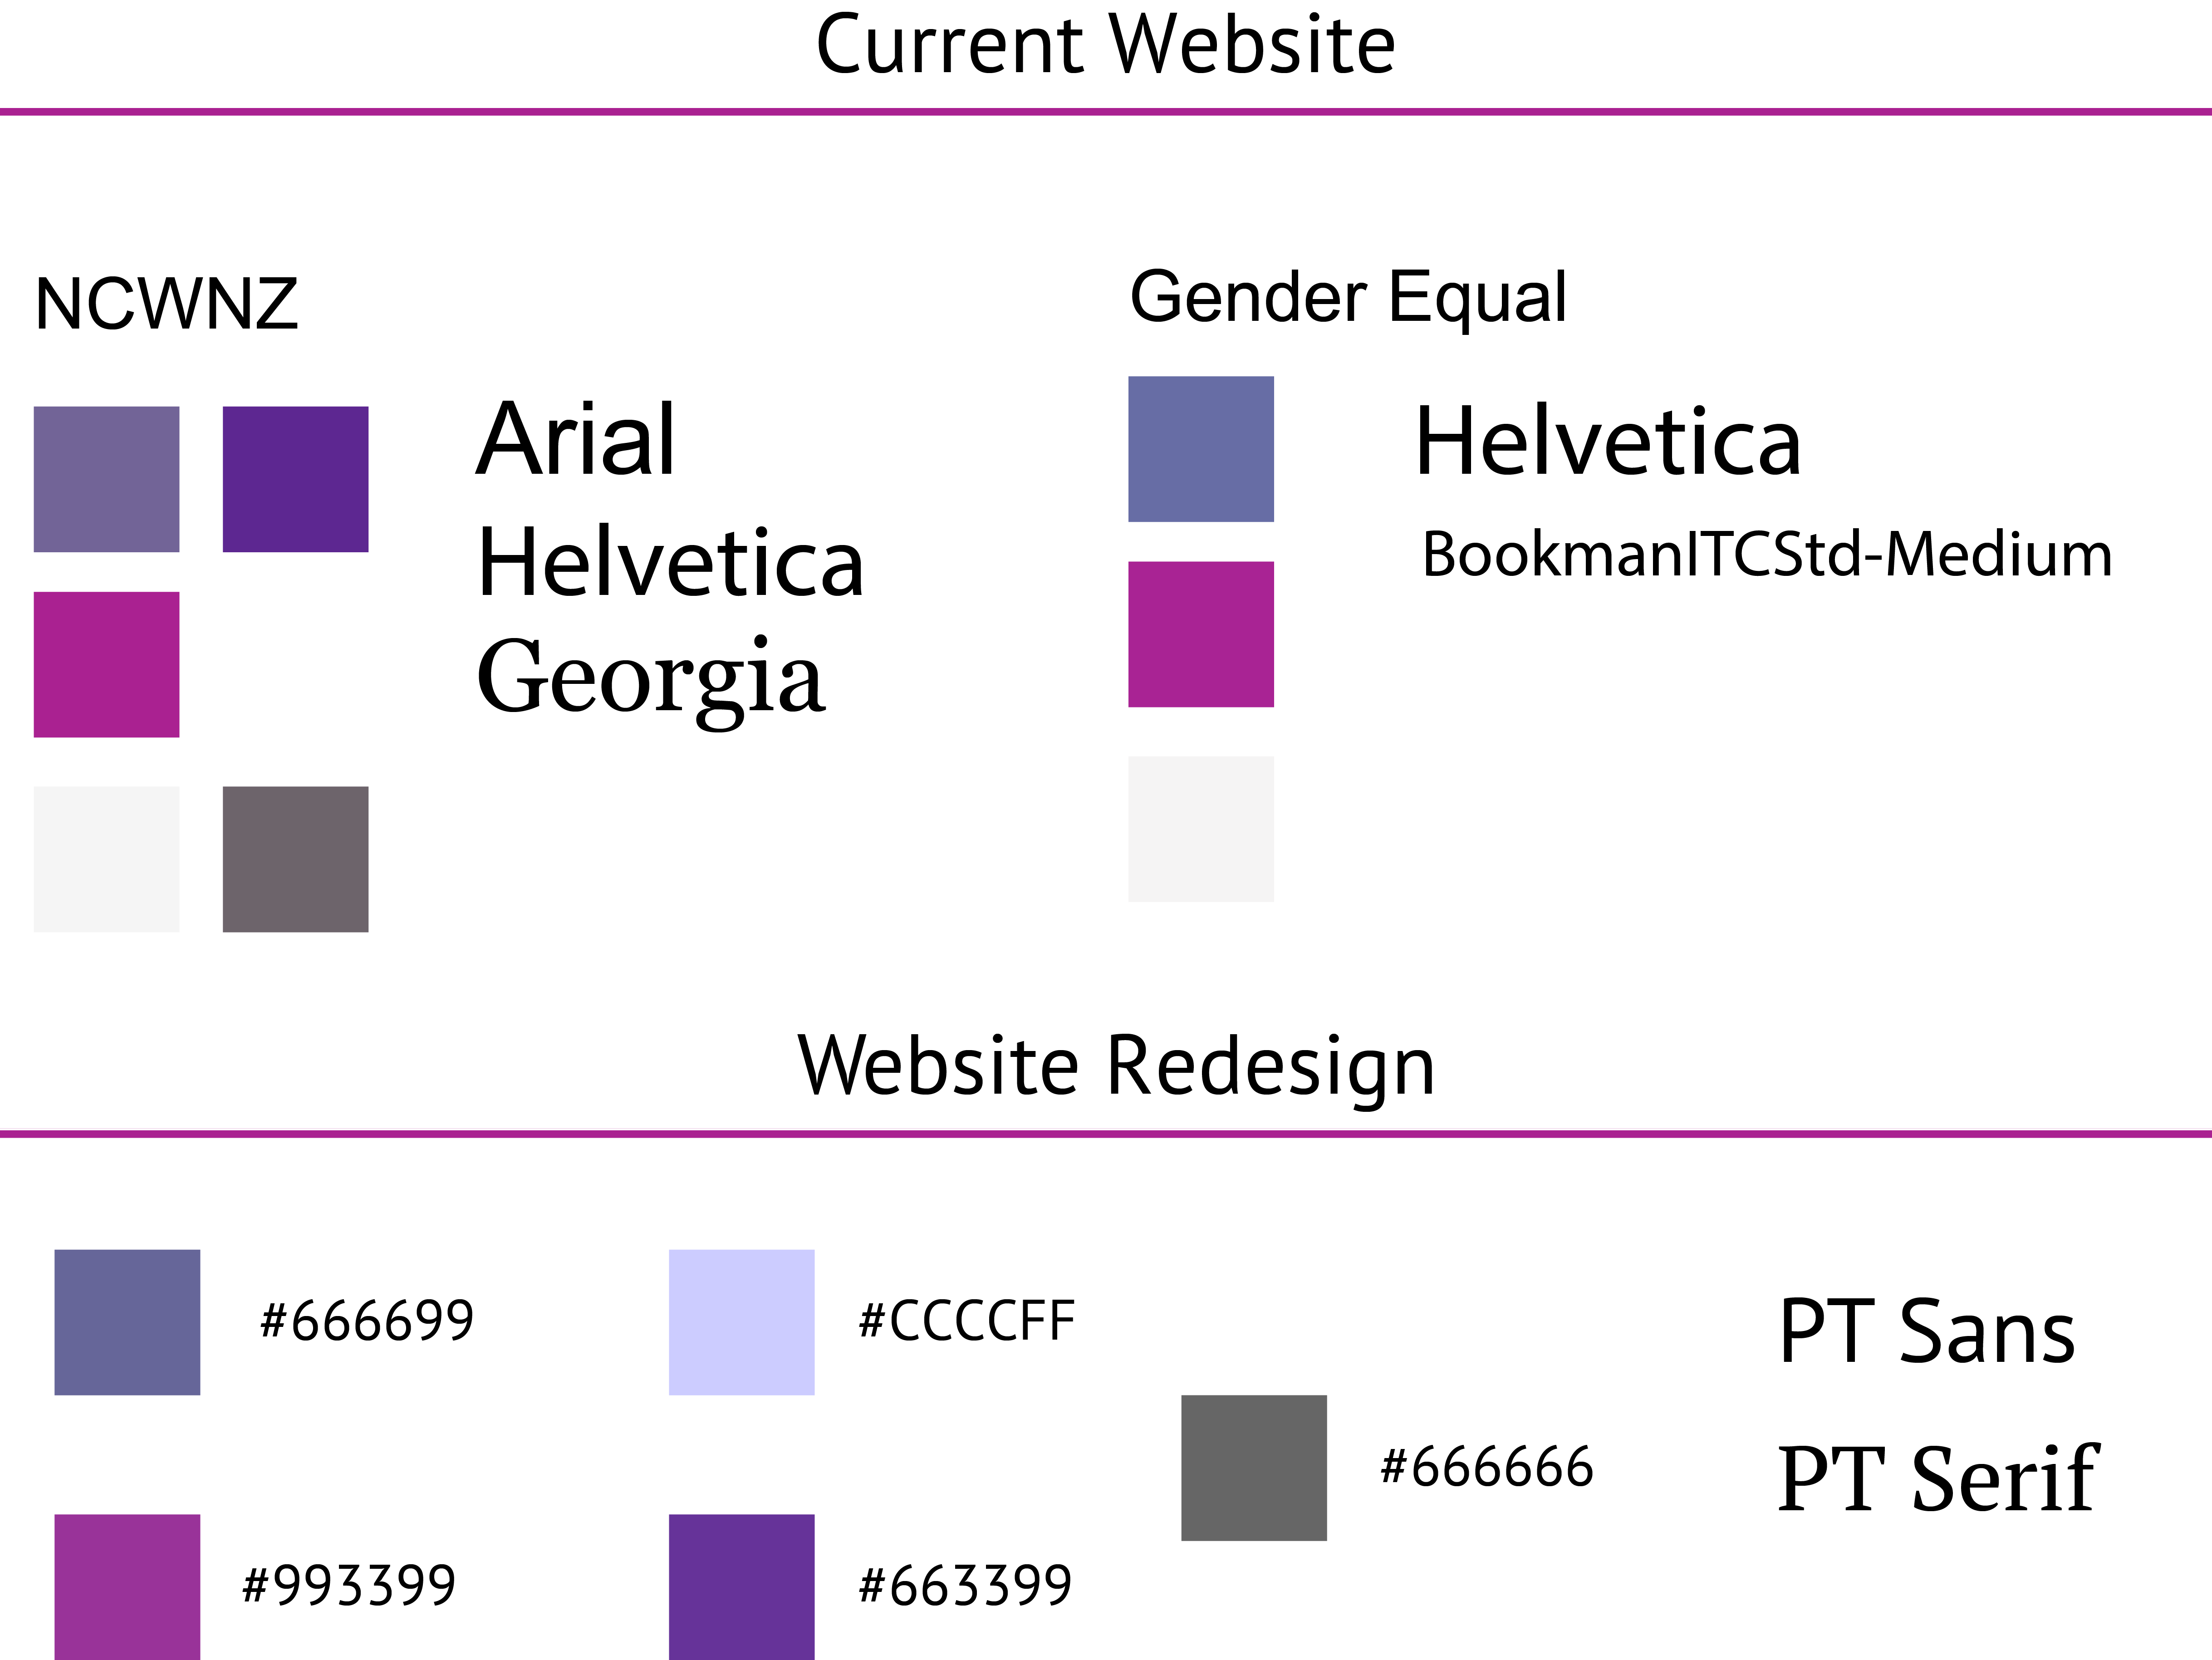 Current Website
NCWNZ
Arial
Helvetica
Georgia
Gender Equal
Helvetica
BookmanITCStd-Medium
Website Redesign
#666699
#CCCCFF
#993399
#663399
#666666
PT Sans
PT Serif